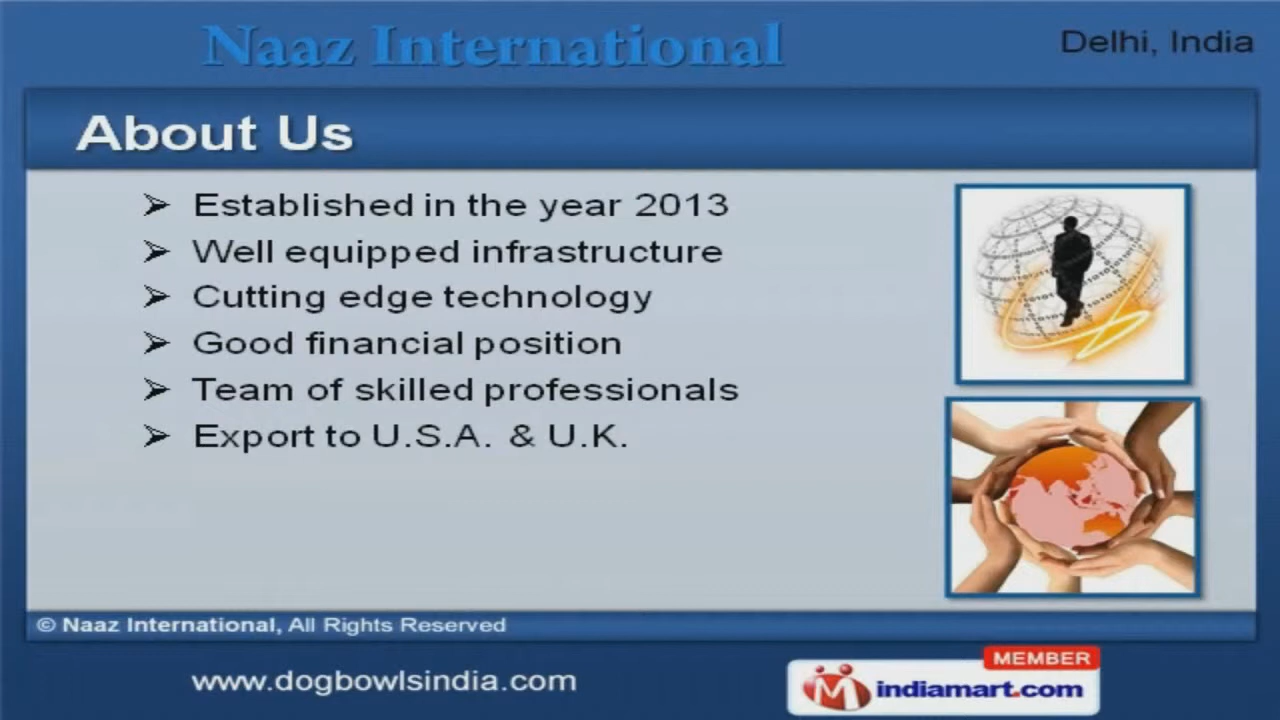 Naaz International
Delhi, India
About Us
➢ Established in the year 2013
➢ Well equipped infrastructure
➢ Cutting edge technology
➢ Good financial position
➢ Team of skilled professionals
➢ Export to U.S.A. & U.K.
© Naaz International, All Rights Reserved
www.dogbowlsindia.com
MEMBER
indiamart.com